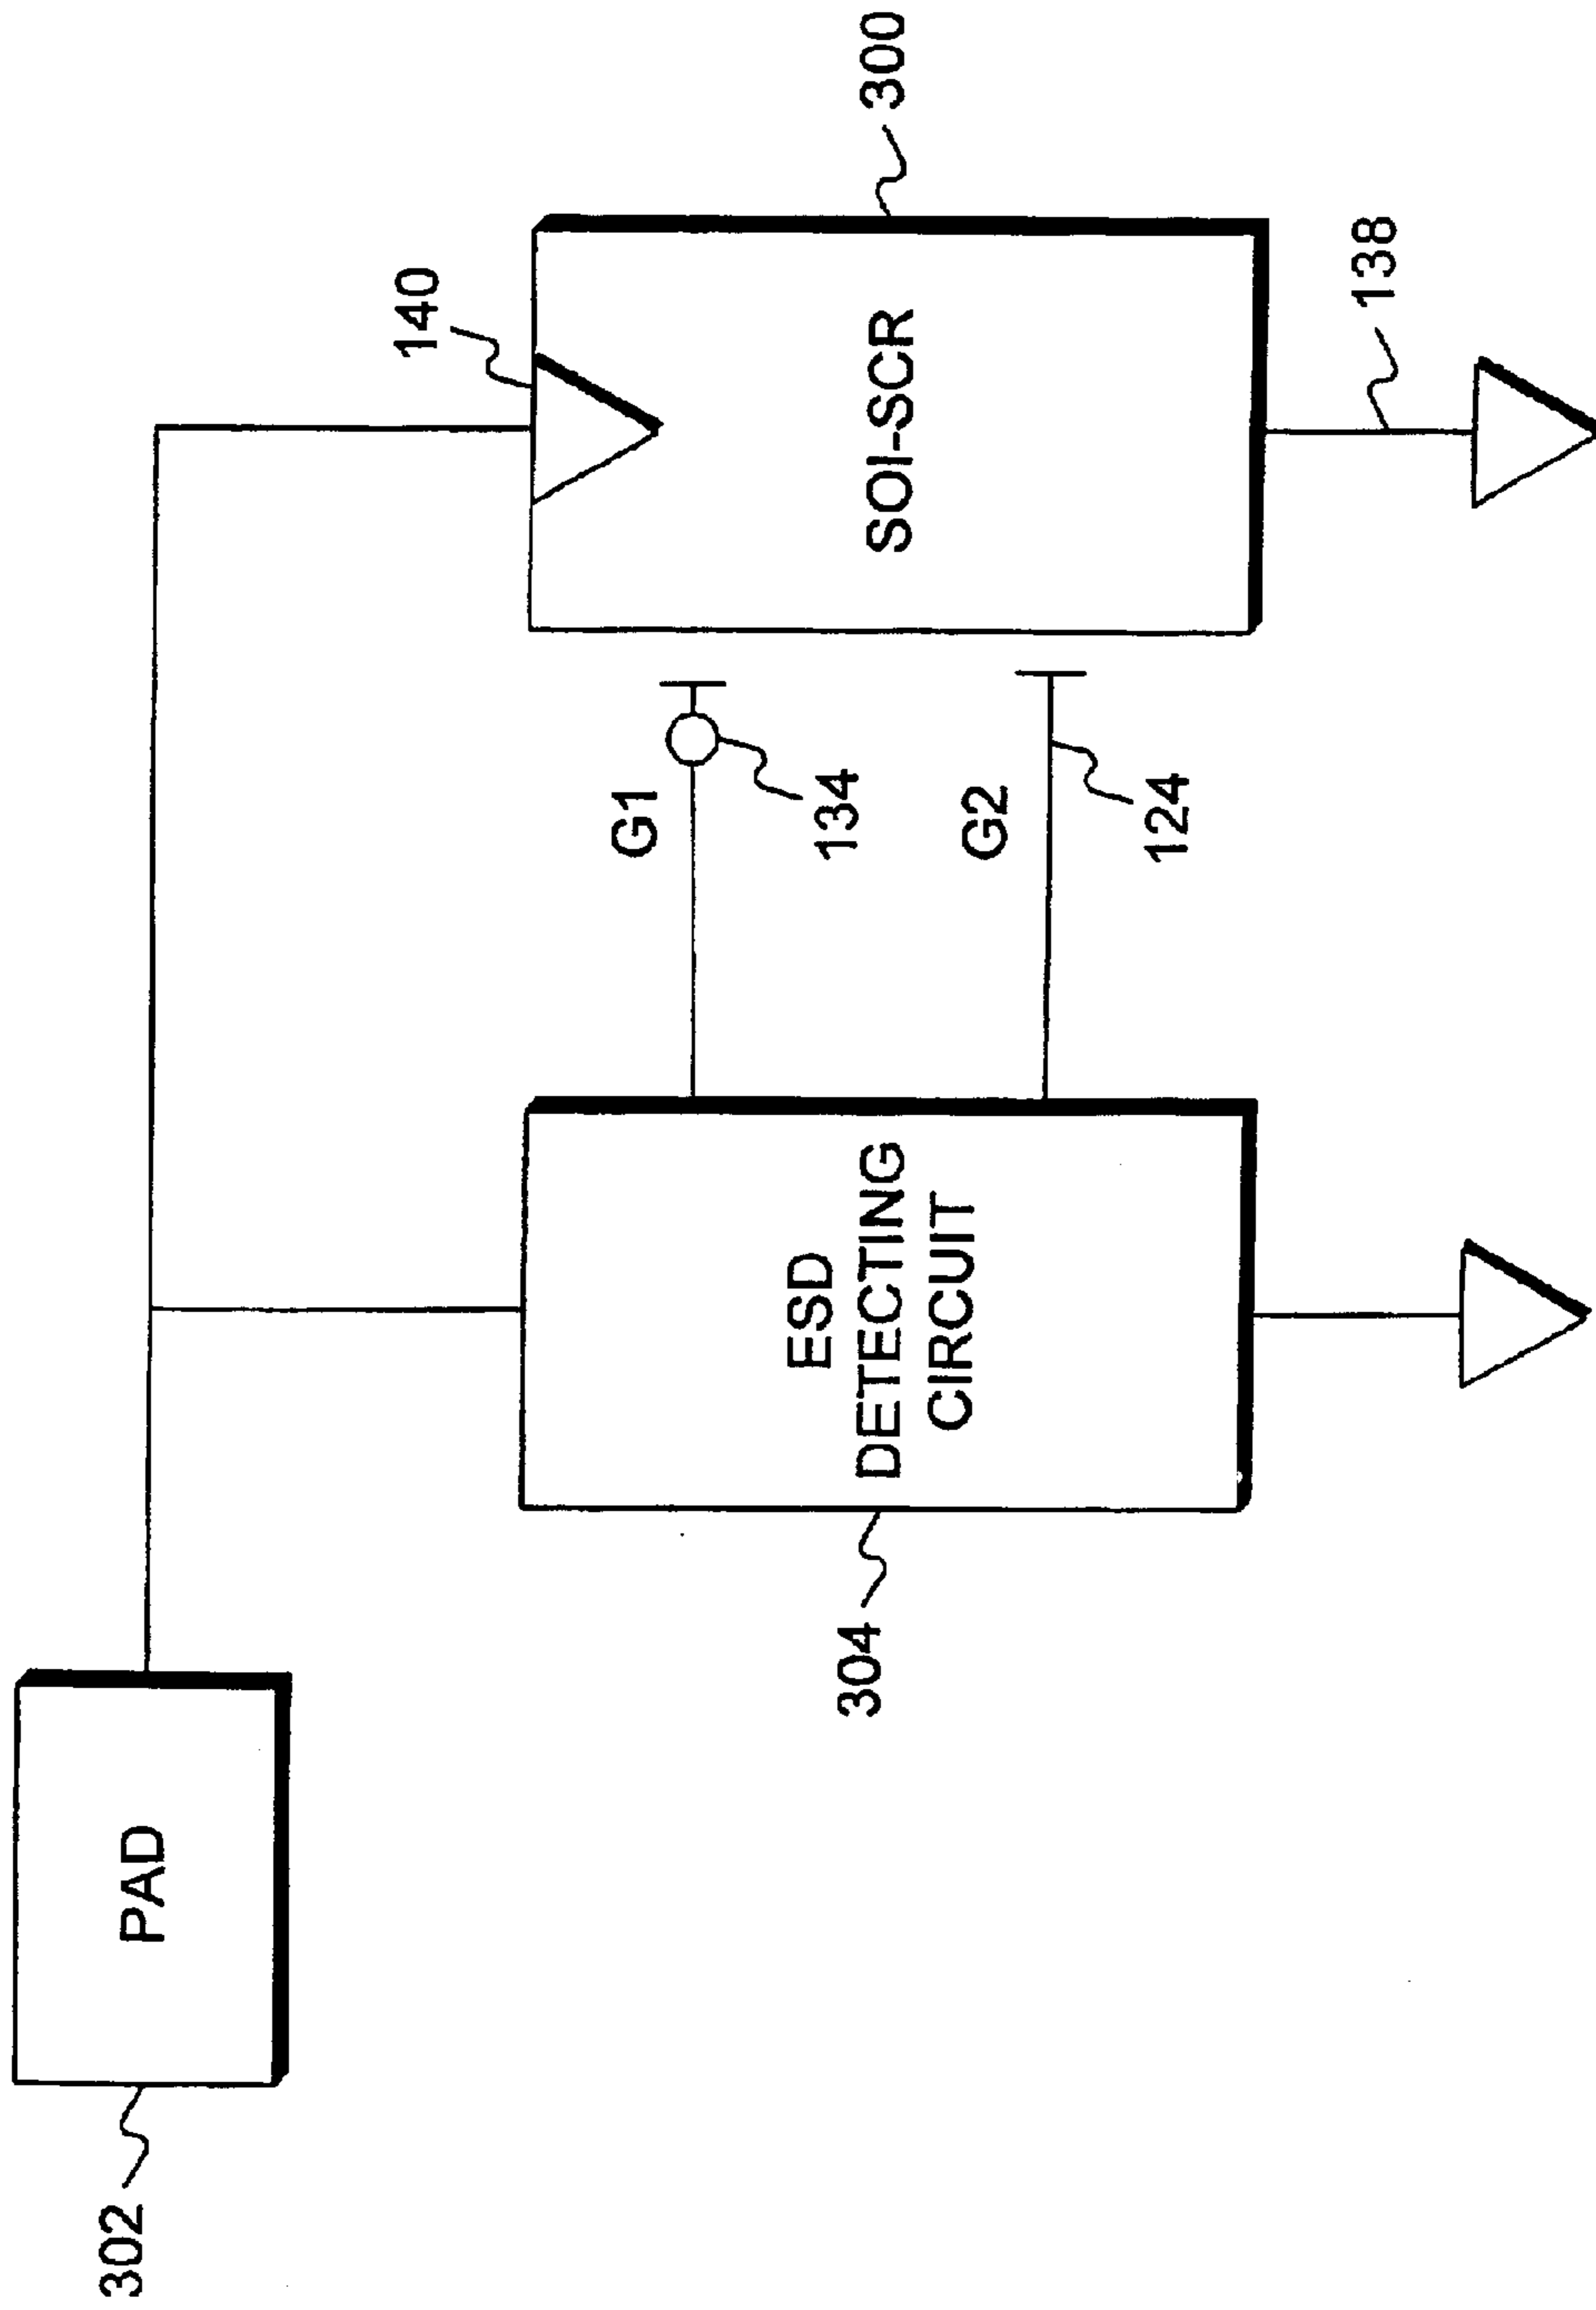 302
PAD
304
ESD
DETECTING
CIRCUIT
G1
134
G2
124
140
SOI-SCR
300
138